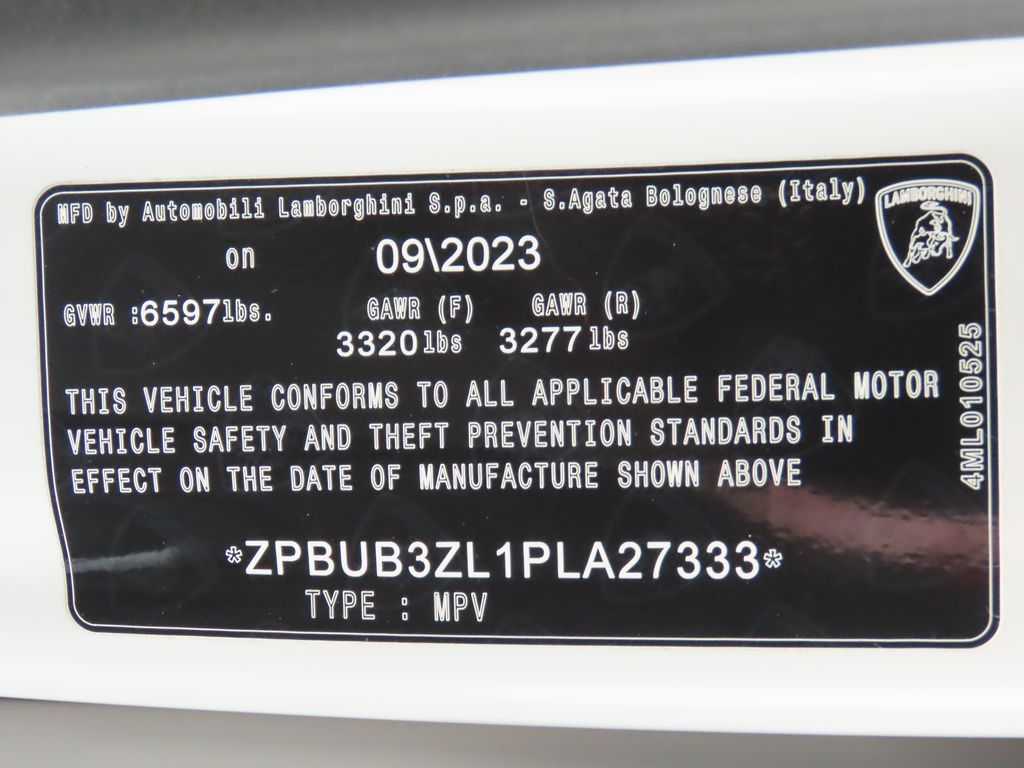 MFD by Automobili Lamborghini S.p.a. - S.Agata Bolognese (Italy)
LAMBORGHINI
on 09\2023
GVWR :6597lbs. GAWR (F) GAWR (R)
3320lbs 3277lbs
THIS VEHICLE CONFORMS TO ALL APPLICABLE FEDERAL MOTOR
VEHICLE SAFETY AND THEFT PREVENTION STANDARDS IN
EFFECT ON THE DATE OF MANUFACTURE SHOWN ABOVE
4ML010525
*ZPBUB3ZL1PLA27333*
TYPE : MPV